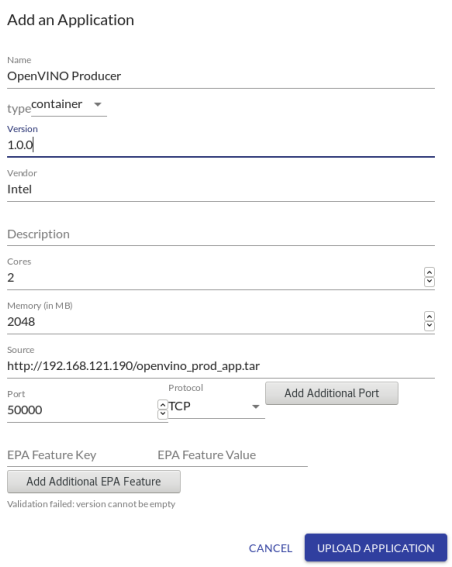 Add an Application
Name
OpenVINO Producer
type container
Version
1.0.0
Vendor
Intel
Description
Cores
2
Memory (in MB)
2048
Source
http://192.168.121.190/openvino_prod_app.tar
Port
Protocol
50000
TCP
Add Additional Port
EPA Feature Key
EPA Feature Value
Add Additional EPA Feature
Validation failed: version cannot be empty
CANCEL
UPLOAD APPLICATION